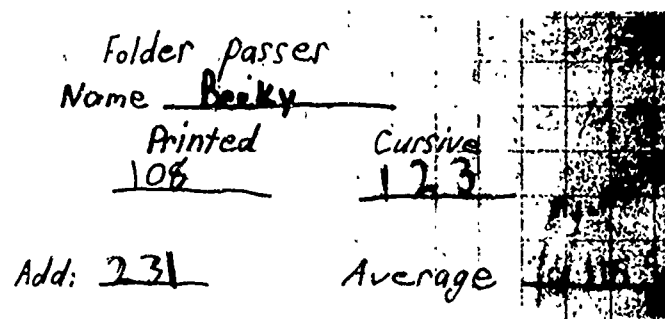 Folder passer
Name Becky
Printed Cursive
108 123
Add: 231 Average